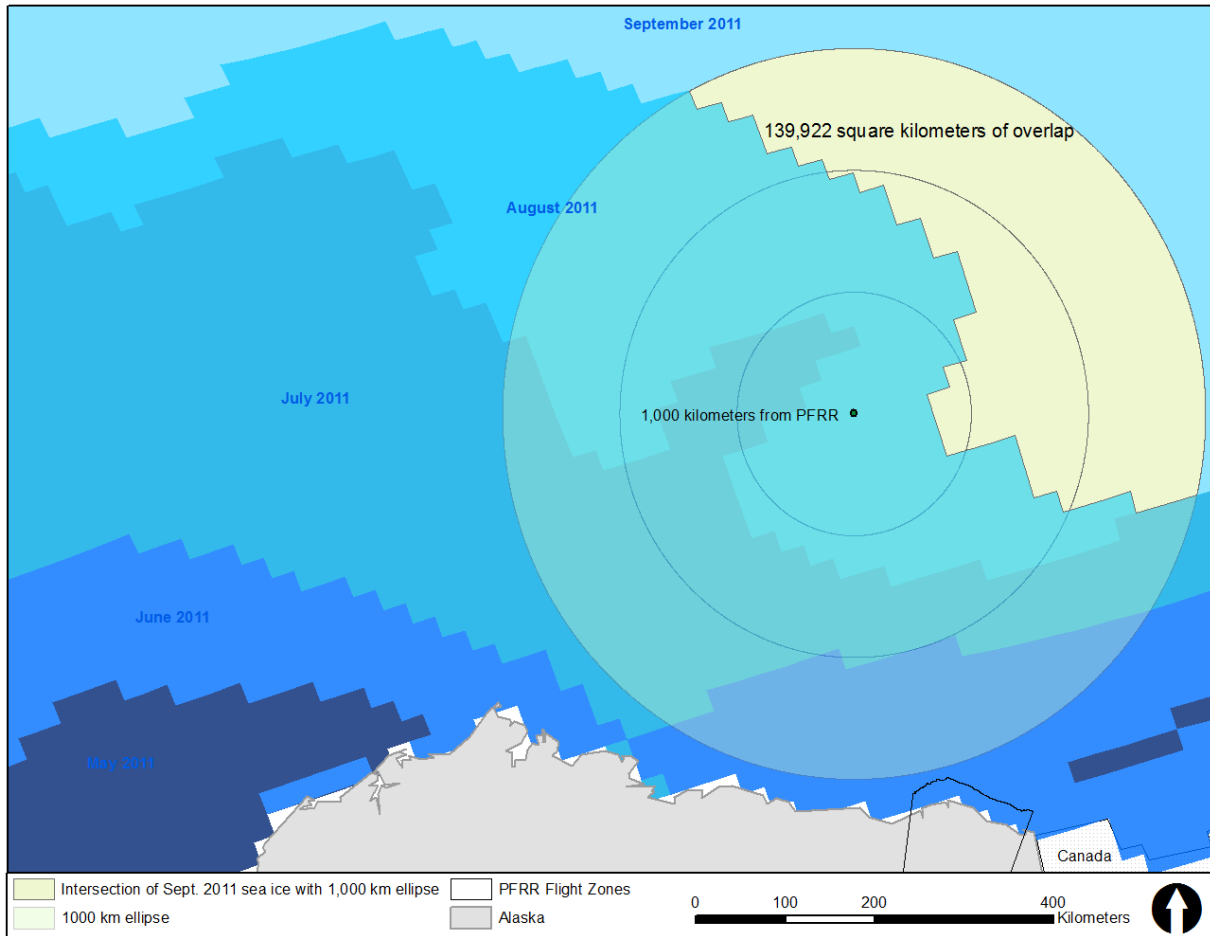 September 2011
139,922 square kilometers of overlap
August 2011
July 2011
1,000 kilometers from PFRR
June 2011
May 2011
Canada
Intersection of Sept. 2011 sea ice with 1,000 km ellipse
PFRR Flight Zones
1000 km ellipse
Alaska
0 100 200 400
Kilometers